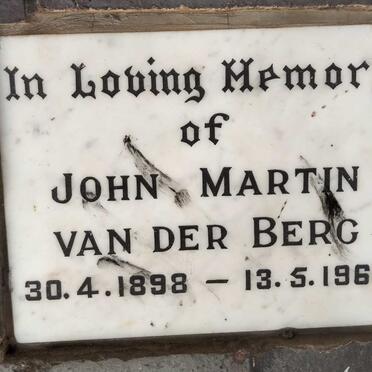 In Loving Memor
of
JOHN MARTIN
VAN DER BERG
30.4.1898 – 13.5.196